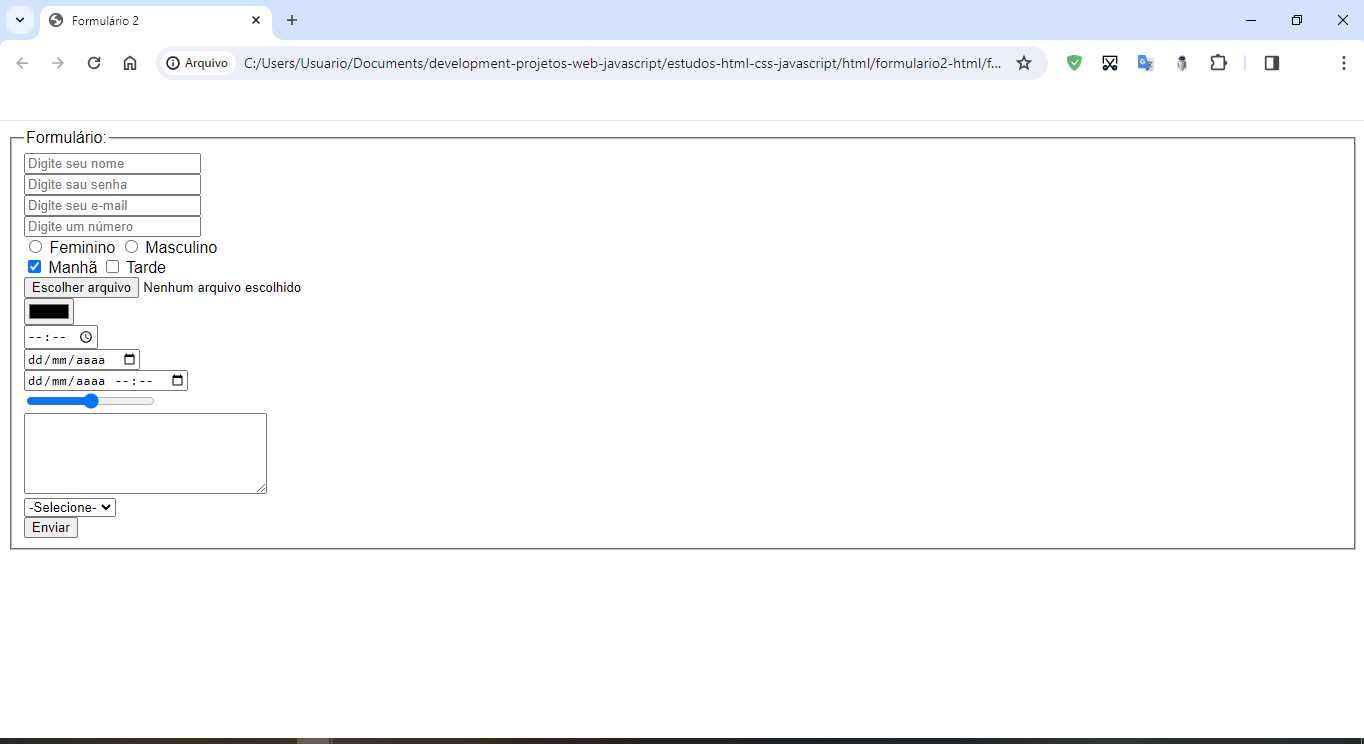 Formulário 2
Arquivo C:/Users/Usuario/Documents/development-projetos-web-javascript/estudos-html-css-javascript/html/formulario2-html/f...
Formulário:
Digite seu nome
Digite sau senha
Digite seu e-mail
Digite um número
Feminino Masculino
Manhã Tarde
Escolher arquivo Nenhum arquivo escolhido
--:--
dd/mm/aaaa
dd/mm/aaaa --:--
-Selecione-
Enviar